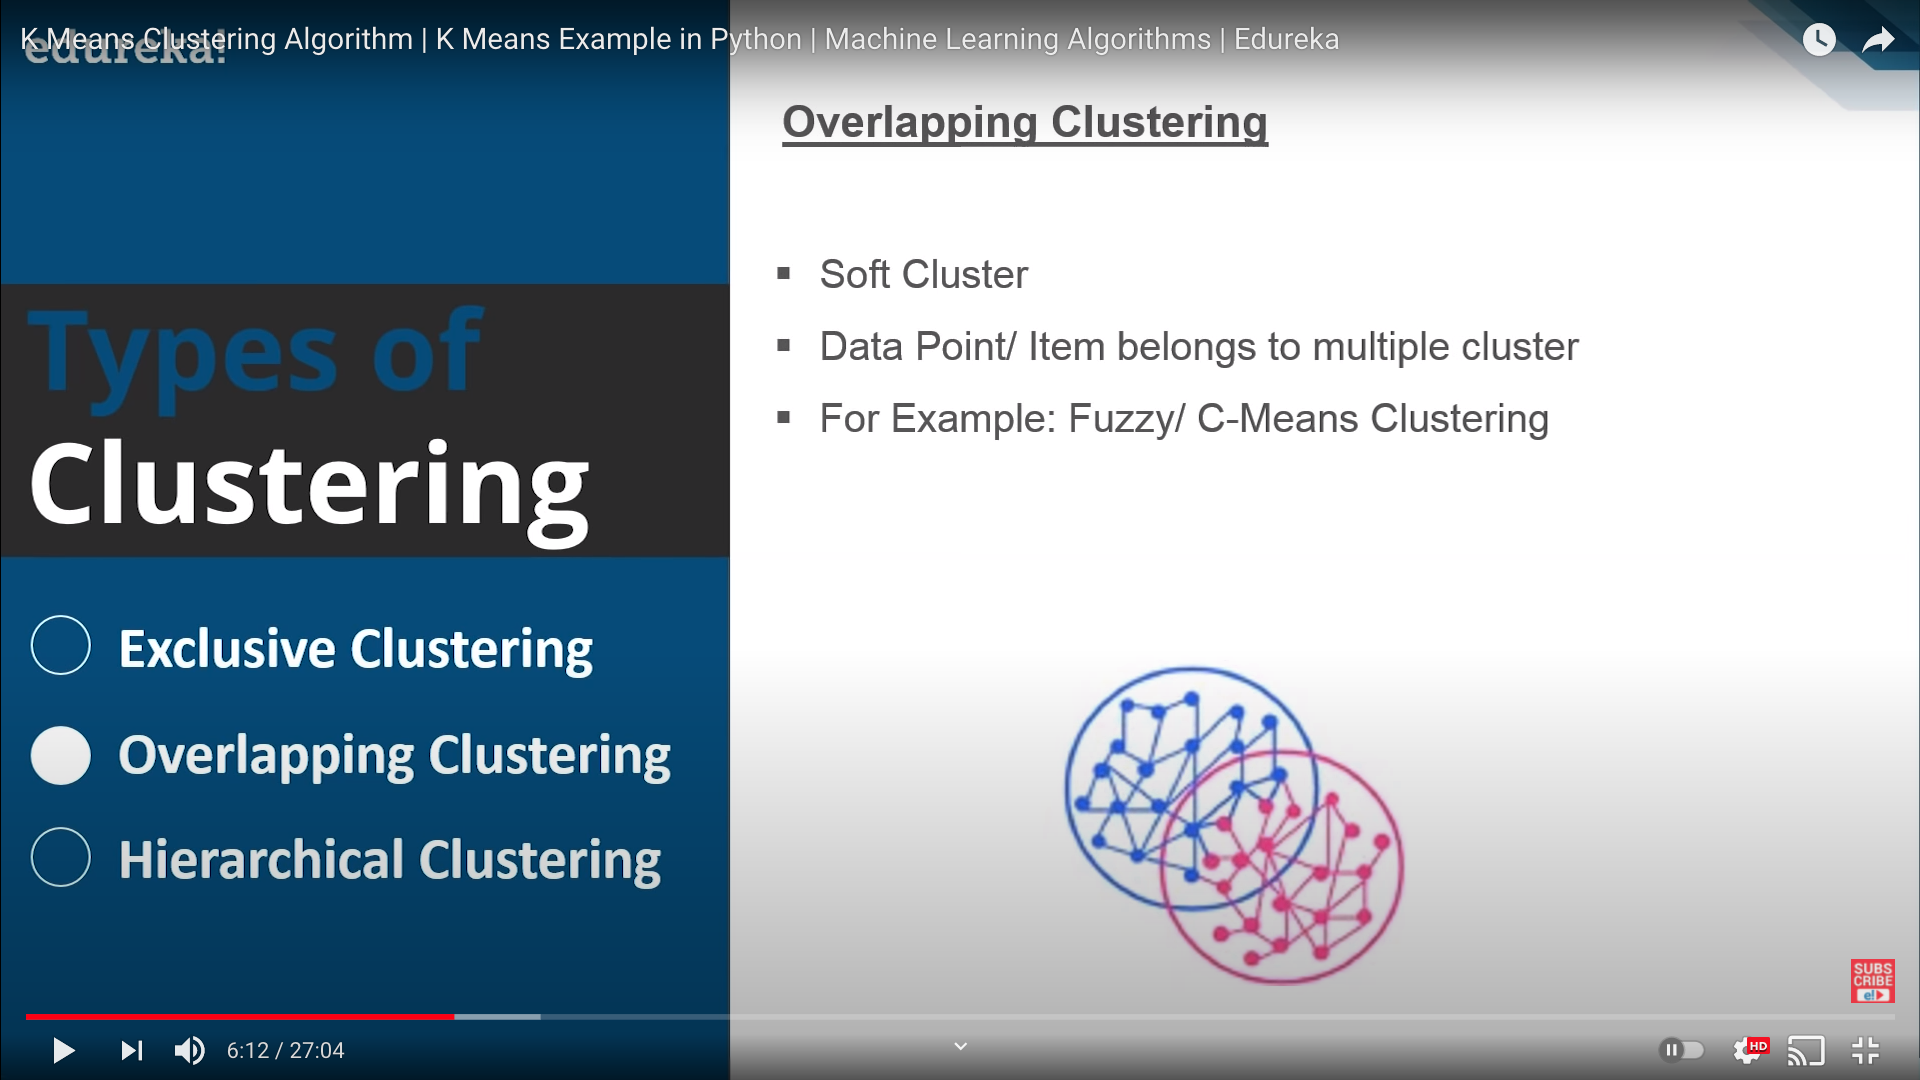 K Means Clustering Algorithm | K Means Example in Python | Machine Learning Algorithms | Edureka
edureka!
Overlapping Clustering
▪ Soft Cluster
▪ Data Point/ Item belongs to multiple cluster
▪ For Example: Fuzzy/ C-Means Clustering
Types of
Clustering
Exclusive Clustering
Overlapping Clustering
Hierarchical Clustering
SUBS
CRIBE
e!
6:12 / 27:04
HD